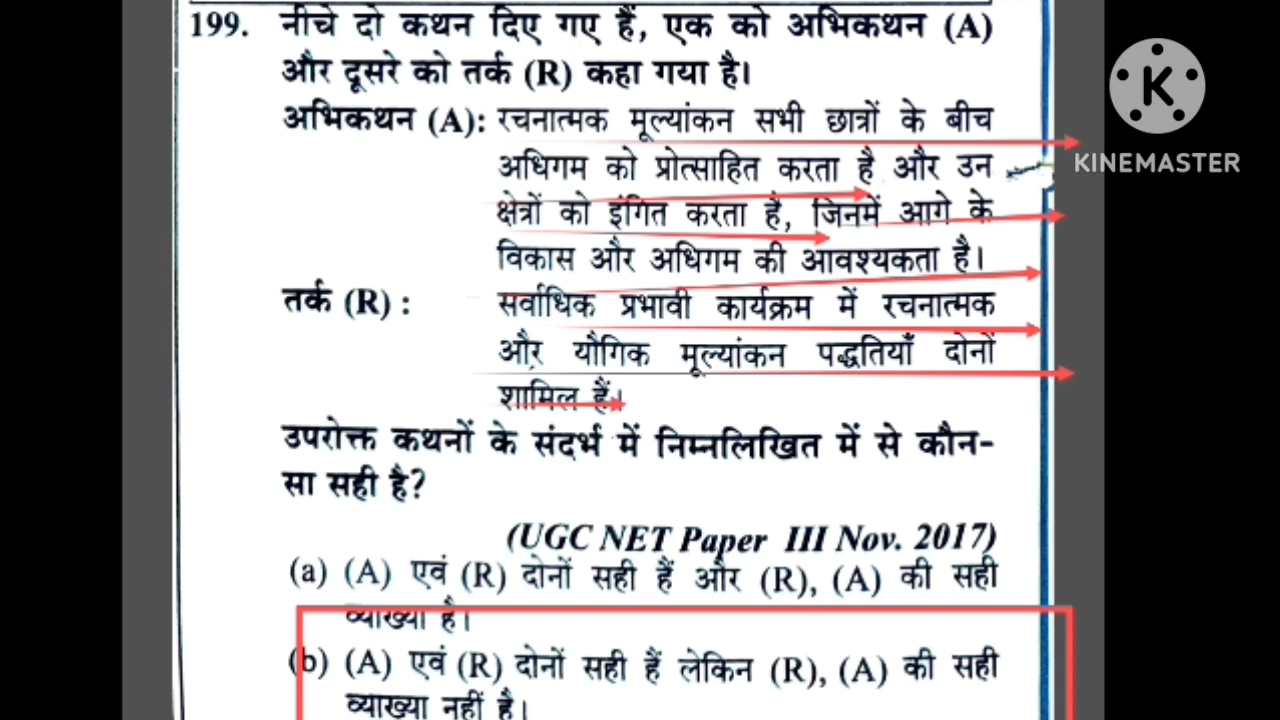 199. नीचे दो कथन दिए गए हैं, एक को अभिकथन (A)
और दूसरे को तर्क (R) कहा गया है।
अभिकथन (A): रचनात्मक मूल्यांकन सभी छात्रों के बीच
अधिगम को प्रोत्साहित करता है और उन
क्षेत्रों को इंगित करता है, जिनमें आगे के
विकास और अधिगम की आवश्यकता है।
तर्क (R) : सर्वाधिक प्रभावी कार्यक्रम में रचनात्मक
और यौगिक मूल्यांकन पद्धतियाँ दोनों
शामिल हैं।
उपरोक्त कथनों के संदर्भ में निम्नलिखित में से कौन-
सा सही है?
(UGC NET Paper III Nov. 2017)
(a) (A) एवं (R) दोनों सही हैं और (R), (A) की सही
व्याख्या है।
(b) (A) एवं (R) दोनों सही हैं लेकिन (R), (A) की सही
व्याख्या नहीं है।
K
KINEMASTER